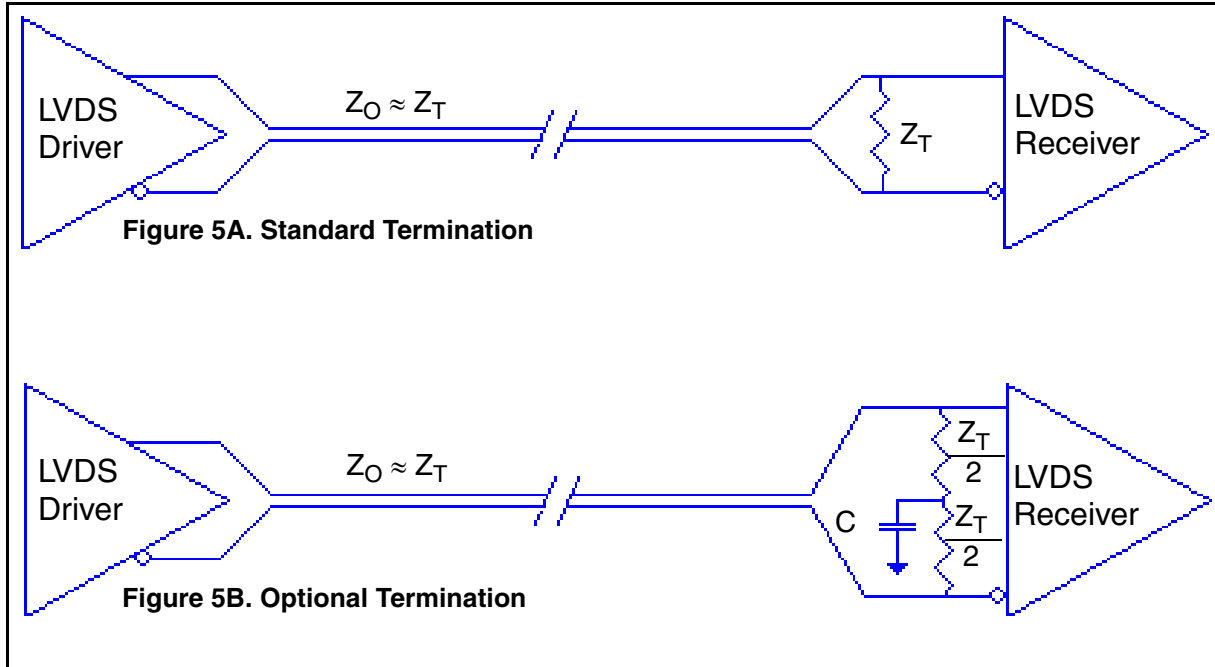 LVDS
Driver
Z_O ≈ Z_T
Z_T
LVDS
Receiver
Figure 5A. Standard Termination
LVDS
Driver
Z_O ≈ Z_T
C
Z_T
2
Z_T
2
LVDS
Receiver
Figure 5B. Optional Termination